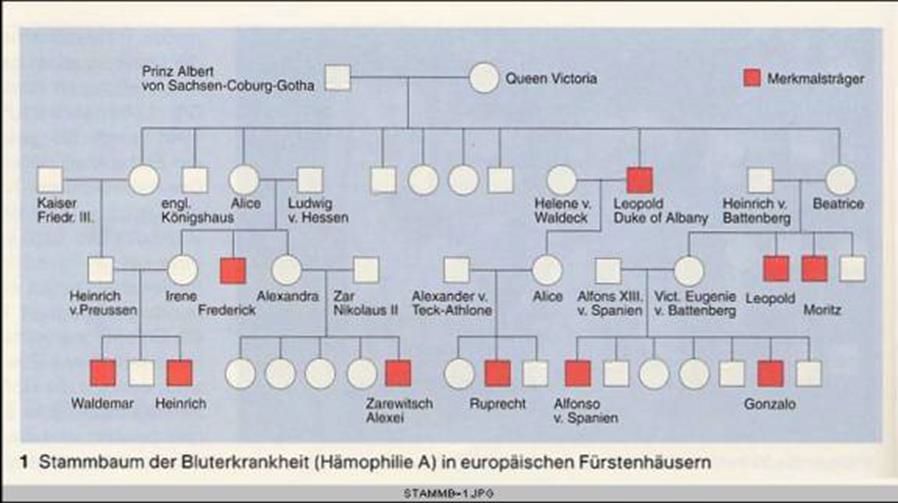 Prinz Albert
von Sachsen-Coburg-Gotha
Queen Victoria
Merkmalsträger
Kaiser
Friedr. III.
engl.
Königshaus
Alice
Ludwig
v. Hessen
Helene v.
Waldeck
Leopold
Duke of Albany
Heinrich v.
Battenberg
Beatrice
Heinrich
v.Preussen
Irene
Frederick
Alexandra
Zar
Nikolaus II
Alexander v.
Teck-Athlone
Alice
Alfons XIII.
v. Spanien
Vict. Eugenie
v. Battenberg
Leopold
Moritz
Waldemar
Heinrich
Zarewitsch
Alexei
Ruprecht
Alfonso
v. Spanien
Gonzalo
1 Stammbaum der Bluterkrankheit (Hämophilie A) in europäischen Fürstenhäusern
STAMMB~1.JPG